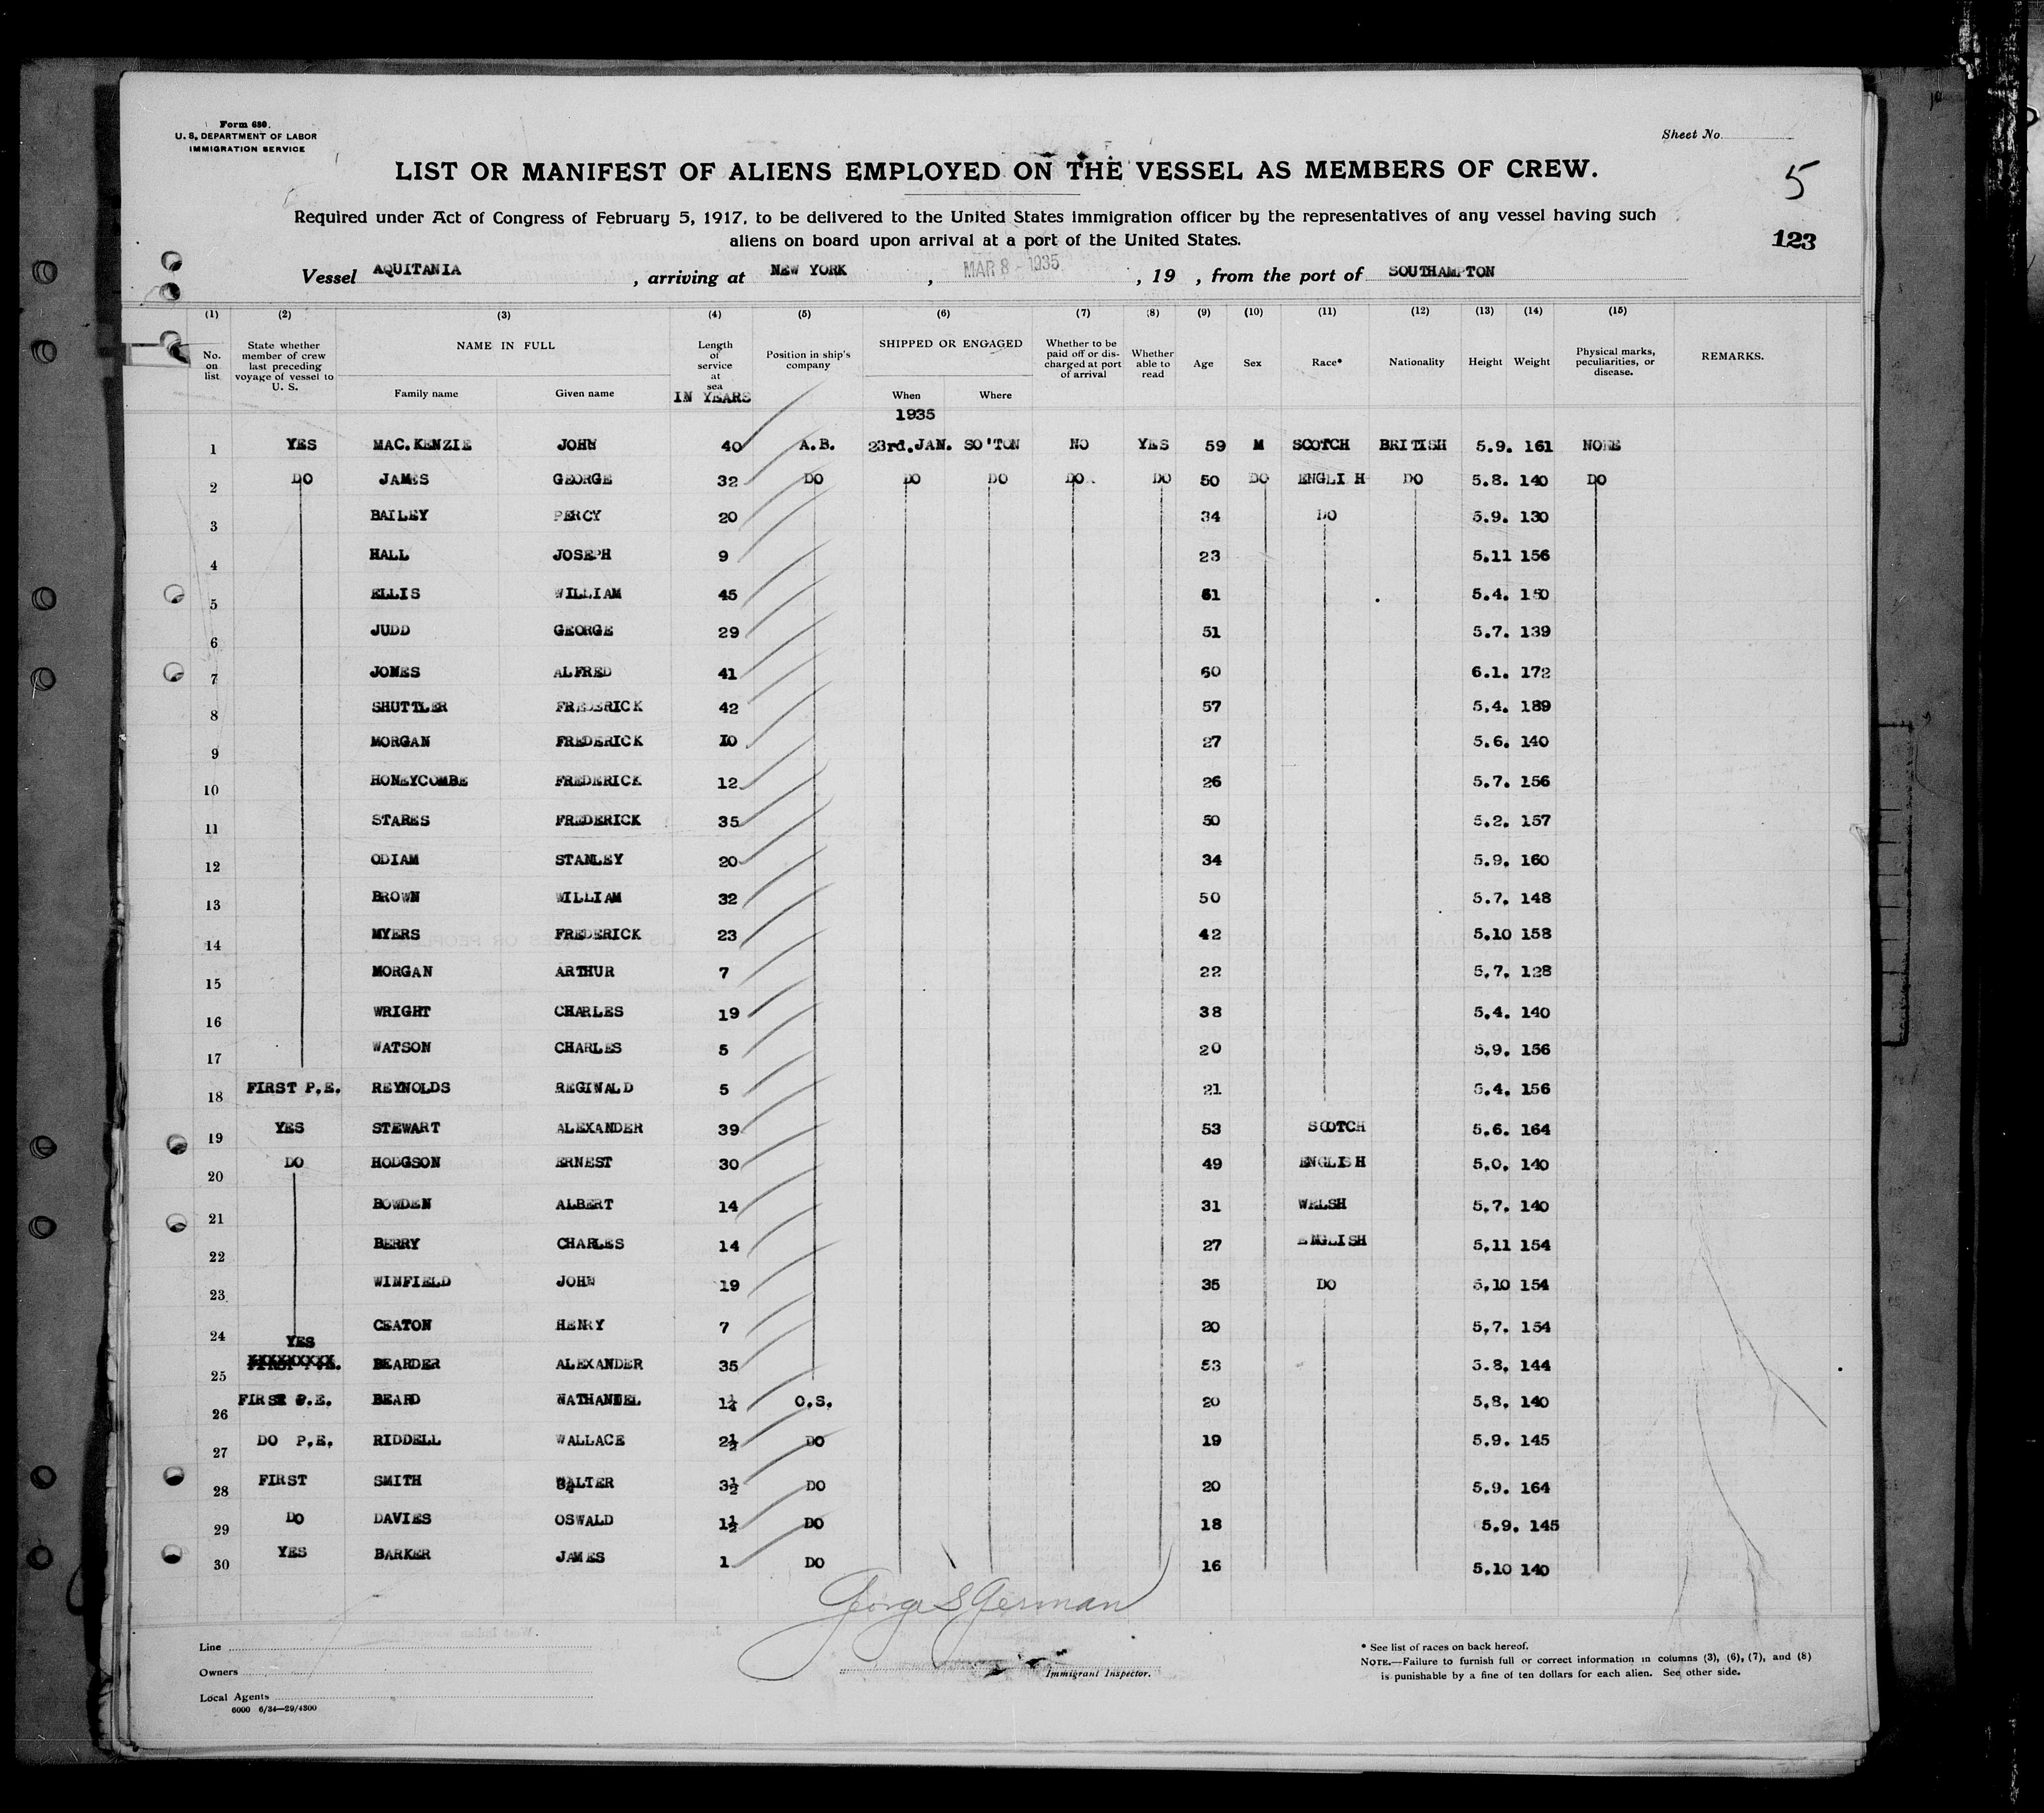 Form 680.
U. S. DEPARTMENT OF LABOR
IMMIGRATION SERVICE
Sheet No.
LIST OR MANIFEST OF ALIENS EMPLOYED ON THE VESSEL AS MEMBERS OF CREW.
5
Required under Act of Congress of February 5, 1917, to be delivered to the United States immigration officer by the representatives of any vessel having such
aliens on board upon arrival at a port of the United States.
123
Vessel AQUITANIA , arriving at NEW YORK , MAR 8 - 1935 , 19 , from the port of SOUTHAMPTON
(1) (2) (3) (4) (5) (6) (7) (8) (9) (10) (11) (12) (13) (14) (15)
No. on list State whether member of crew last preceding voyage of vessel to U. S. NAME IN FULL Family name Given name Length of service at sea IN YEARS Position in ship's company SHIPPED OR ENGAGED When Where Whether to be paid off or discharged at port of arrival Whether able to read Age Sex Race* Nationality Height Weight Physical marks, peculiarities, or disease. REMARKS.
1935
1 YES MAC.KENZIE JOHN 40 A.B. 23rd.JAN. SO'TON NO YES 59 M SCOTCH BRITISH 5.9. 161 NONE
2 DO JAMES GEORGE 32 DO DO DO DO DO 50 DO ENGLI H DO 5.8. 140 DO
3 BAILEY PERCY 20 34 DO 5.9. 130
4 HALL JOSEPH 9 23 5.11 156
5 ELLIS WILLIAM 45 61 5.4. 150
6 JUDD GEORGE 29 51 5.7. 139
7 JONES ALFRED 41 60 6.1. 172
8 SHUTTLER FREDERICK 42 57 5.4. 189
9 MORGAN FREDERICK 10 27 5.6. 140
10 HONEYCOMBE FREDERICK 12 26 5.7. 156
11 STARES FREDERICK 35 50 5.2. 157
12 ODIAM STANLEY 20 34 5.9. 160
13 BROWN WILLIAM 32 50 5.7. 148
14 MYERS FREDERICK 23 42 5.10 158
15 MORGAN ARTHUR 7 22 5.7. 128
16 WRIGHT CHARLES 19 38 5.4. 140
17 WATSON CHARLES 5 20 5.9. 156
18 FIRST P.E. REYNOLDS REGINALD 5 21 5.4. 156
19 YES STEWART ALEXANDER 39 53 SCOTCH 5.6. 164
20 DO HODGSON ERNEST 30 49 ENGLISH 5.0. 140
21 BOWDEN ALBERT 14 31 WELSH 5.7. 140
22 BERRY CHARLES 14 27 ENGLISH 5.11 154
23 WINFIELD JOHN 19 35 DO 5.10 154
24 CEATON HENRY 7 20 5.7. 154
25 YES BEARDER ALEXANDER 35 53 5.8. 144
26 FIRST P.E. BEARD NATHANIEL 1¼ O.S. 20 5.8. 140
27 DO P.E. RIDDELL WALLACE 2½ DO 19 5.9. 145
28 FIRST SMITH WALTER 3½ DO 20 5.9. 164
29 DO DAVIES OSWALD 1½ DO 18 5.9. 145
30 YES BARKER JAMES 1 DO 16 5.10 140
George S German
Immigrant Inspector.
Line
Owners
Local Agents
6000 6/34—29/4300
* See list of races on back hereof.
NOTE.—Failure to furnish full or correct information in columns (3), (6), (7), and (8)
is punishable by a fine of ten dollars for each alien. See other side.